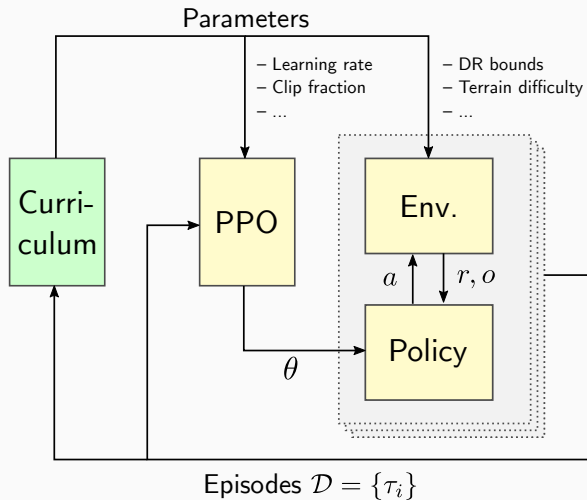 Parameters
– Learning rate
– Clip fraction
– ...
– DR bounds
– Terrain difficulty
– ...
Curri-
culum
PPO
Env.
a
r, o
Policy
θ
Episodes 𝒟 = {τᵢ}